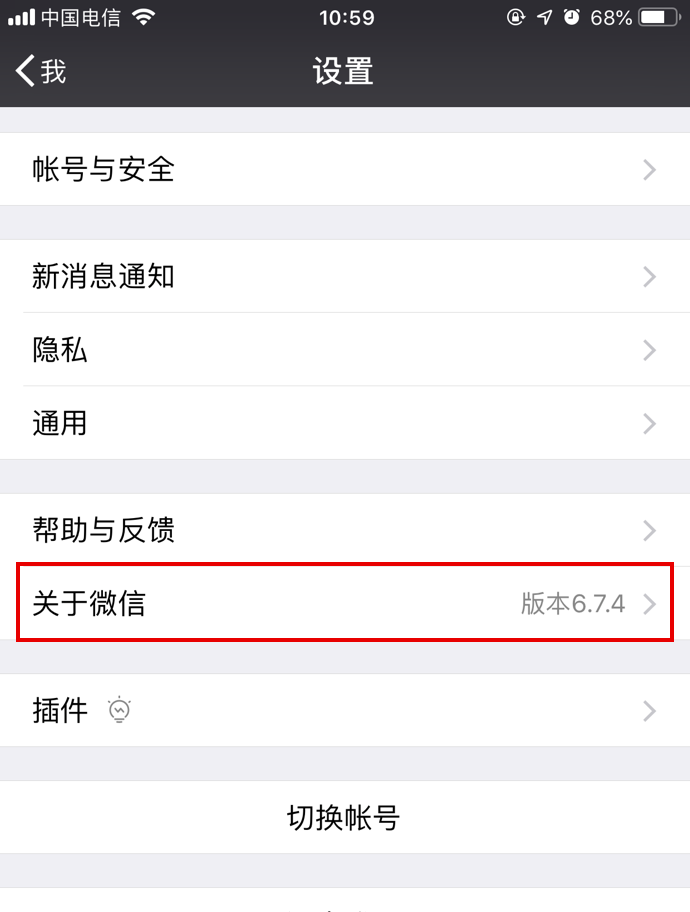 中国电信 10:59 68%
我 设置
帐号与安全
新消息通知
隐私
通用
帮助与反馈
关于微信 版本6.7.4
插件
切换帐号